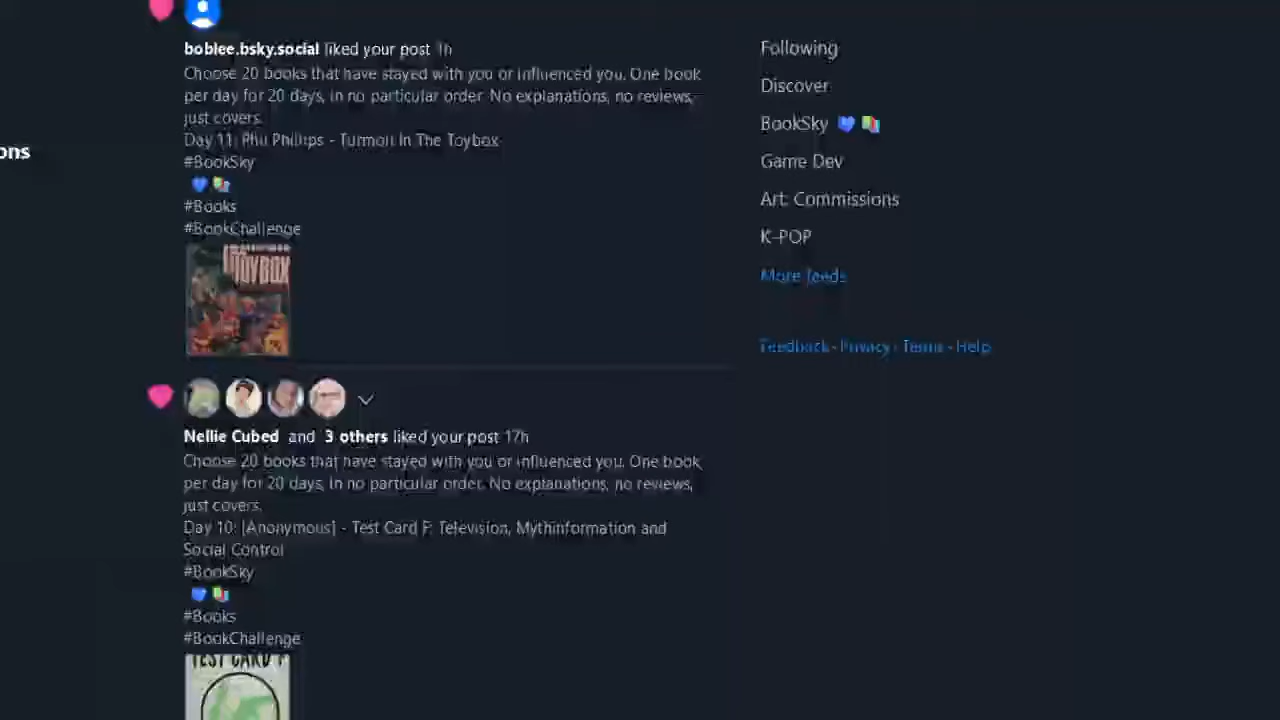 boblee.bsky.social liked your post 1h
Choose 20 books that have stayed with you or influenced you. One book
per day for 20 days, in no particular order. No explanations, no reviews,
just covers.
Day 11: Phil Phillips - Turmoil In The Toybox
#BookSky
💙📚
#Books
#BookChallenge
TOYBOX
Nellie Cubed and 3 others liked your post 17h
Choose 20 books that have stayed with you or influenced you. One book
per day for 20 days, in no particular order. No explanations, no reviews,
just covers.
Day 10: [Anonymous] - Test Card F: Television, Mythinformation and
Social Control
#BookSky
💙📚
#Books
#BookChallenge
TEST CARD F
ons
Following
Discover
BookSky 💙📚
Game Dev
Art: Commissions
K-POP
More feeds
Feedback · Privacy · Terms · Help